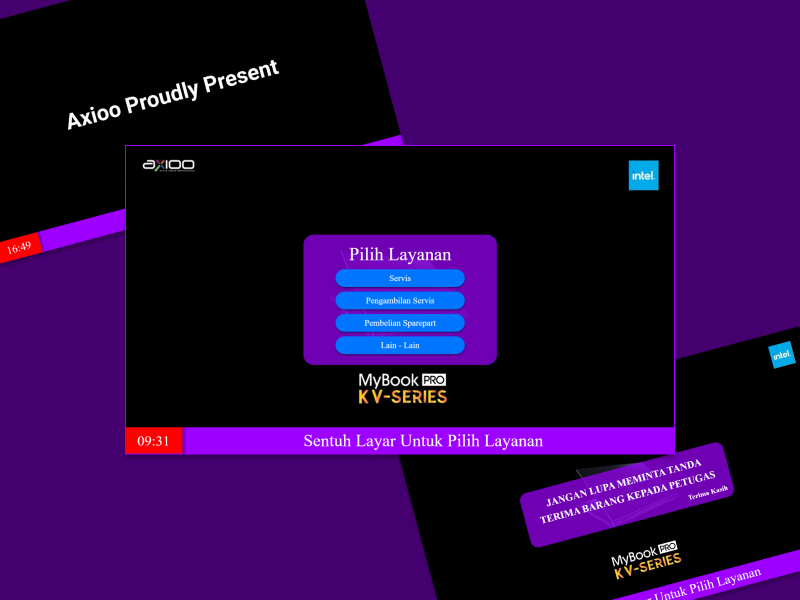 Axioo Proudly Present
16:49
axioo
intel.
Pilih Layanan
Servis
Pengambilan Servis
Pembelian Sparepart
Lain - Lain
MyBook PRO
KV-SERIES
09:31
Sentuh Layar Untuk Pilih Layanan
intel.
JANGAN LUPA MEMINTA TANDA
TERIMA BARANG KEPADA PETUGAS
Terima Kasih
MyBook PRO
KV-SERIES
Untuk Pilih Layanan